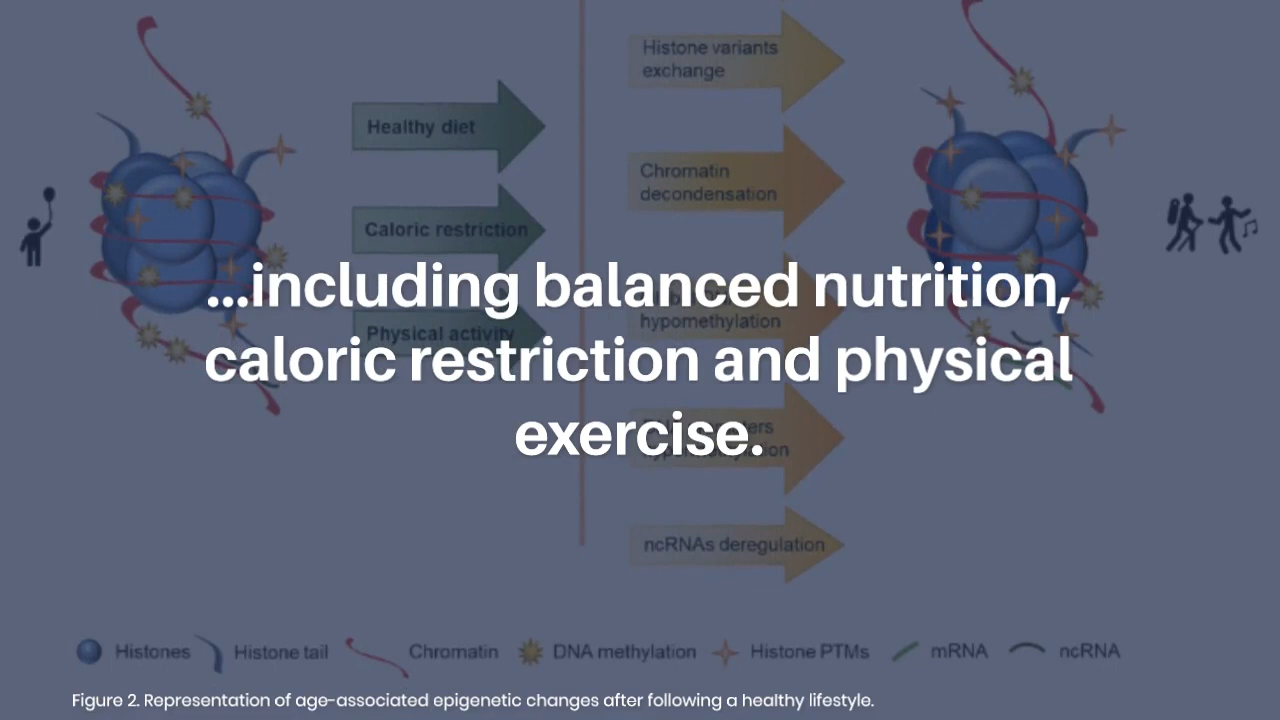 Histone variants
exchange
Healthy diet
Chromatin
decondensation
Caloric restriction
...including balanced nutrition,
caloric restriction and physical
exercise.
Physical activity
hypomethylation
ncRNAs deregulation
Histones
Histone tail
Chromatin
DNA methylation
Histone PTMs
mRNA
ncRNA
Figure 2. Representation of age-associated epigenetic changes after following a healthy lifestyle.